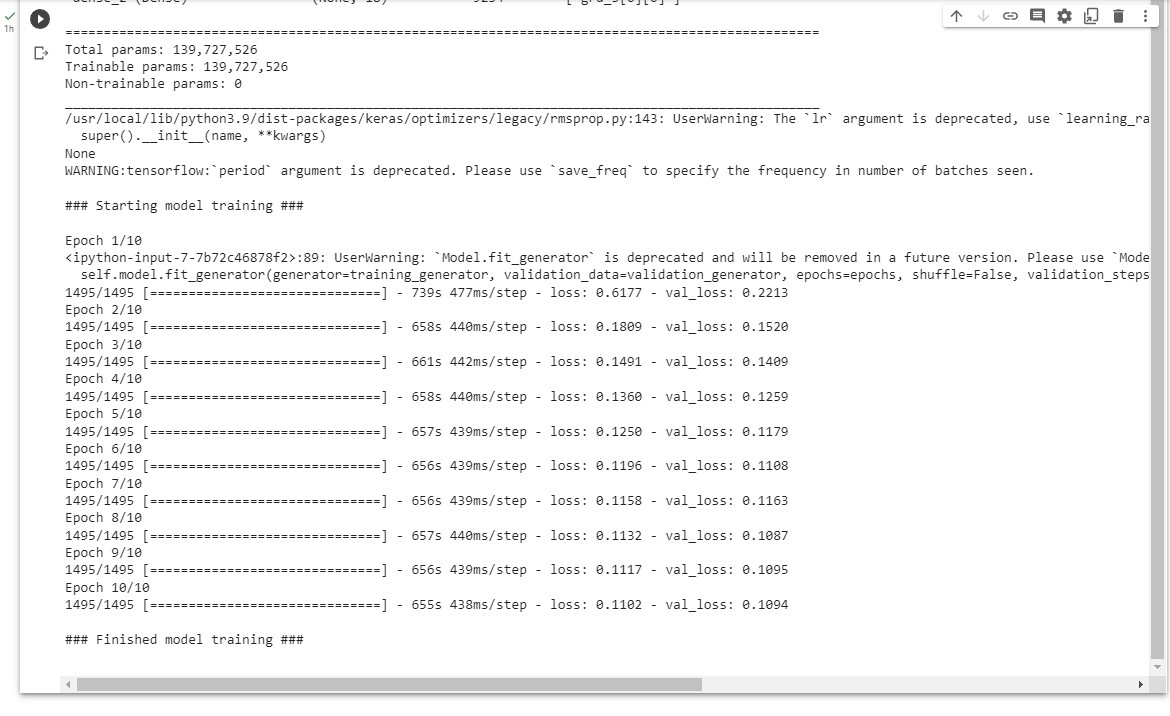 1h
====================================================================================================
Total params: 139,727,526
Trainable params: 139,727,526
Non-trainable params: 0
____________________________________________________________________________________________________
/usr/local/lib/python3.9/dist-packages/keras/optimizers/legacy/rmsprop.py:143: UserWarning: The `lr` argument is deprecated, use `learning_ra
super().__init__(name, **kwargs)
None
WARNING:tensorflow:`period` argument is deprecated. Please use `save_freq` to specify the frequency in number of batches seen.
### Starting model training ###
Epoch 1/10
<ipython-input-7-7b72c46878f2>:89: UserWarning: `Model.fit_generator` is deprecated and will be removed in a future version. Please use `Mode
self.model.fit_generator(generator=training_generator, validation_data=validation_generator, epochs=epochs, shuffle=False, validation_steps
1495/1495 [==============================] - 739s 477ms/step - loss: 0.6177 - val_loss: 0.2213
Epoch 2/10
1495/1495 [==============================] - 658s 440ms/step - loss: 0.1809 - val_loss: 0.1520
Epoch 3/10
1495/1495 [==============================] - 661s 442ms/step - loss: 0.1491 - val_loss: 0.1409
Epoch 4/10
1495/1495 [==============================] - 658s 440ms/step - loss: 0.1360 - val_loss: 0.1259
Epoch 5/10
1495/1495 [==============================] - 657s 439ms/step - loss: 0.1250 - val_loss: 0.1179
Epoch 6/10
1495/1495 [==============================] - 656s 439ms/step - loss: 0.1196 - val_loss: 0.1108
Epoch 7/10
1495/1495 [==============================] - 656s 439ms/step - loss: 0.1158 - val_loss: 0.1163
Epoch 8/10
1495/1495 [==============================] - 657s 440ms/step - loss: 0.1132 - val_loss: 0.1087
Epoch 9/10
1495/1495 [==============================] - 656s 439ms/step - loss: 0.1117 - val_loss: 0.1095
Epoch 10/10
1495/1495 [==============================] - 655s 438ms/step - loss: 0.1102 - val_loss: 0.1094
### Finished model training ###